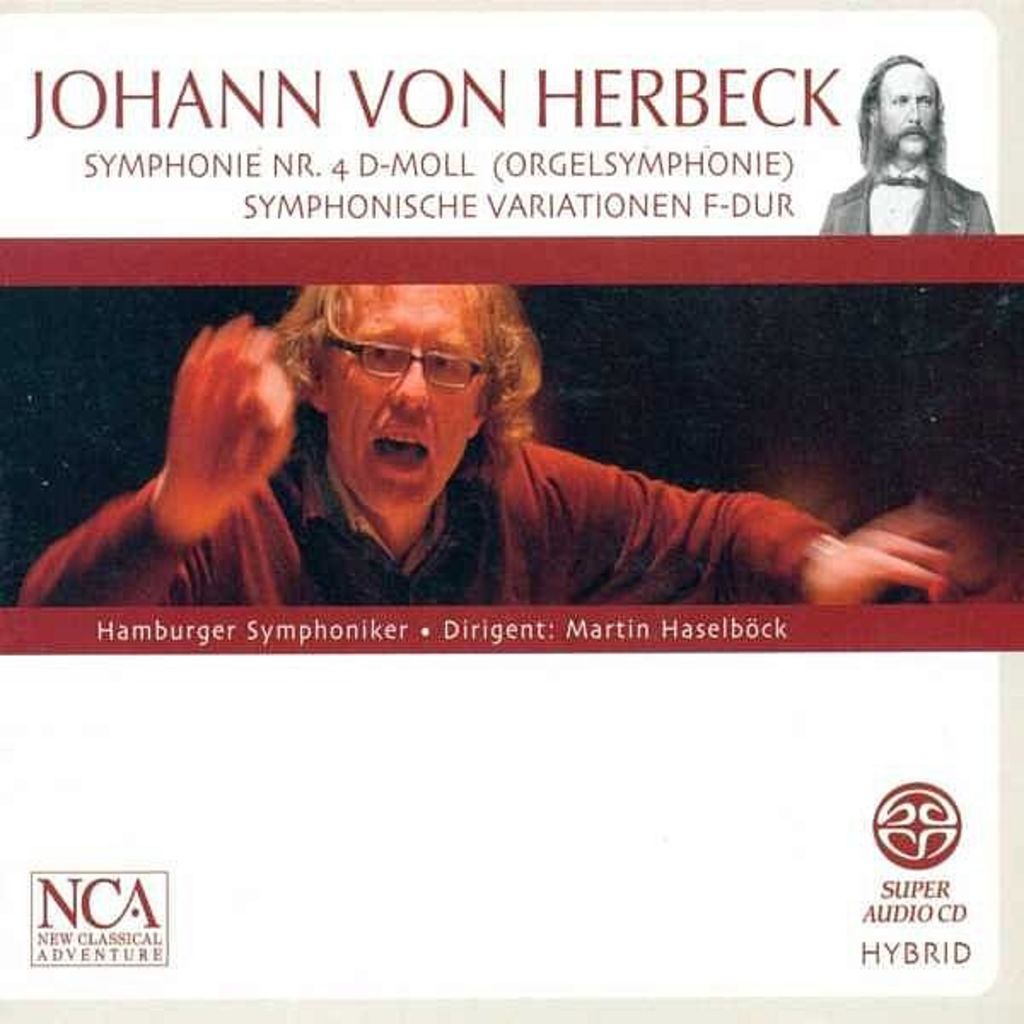 JOHANN VON HERBECK
SYMPHONIE NR. 4 D-MOLL (ORGELSYMPHONIE)
SYMPHONISCHE VARIATIONEN F-DUR
Hamburger Symphoniker • Dirigent: Martin Haselböck
NCA
NEW CLASSICAL
ADVENTURE
SUPER
AUDIO CD
HYBRID